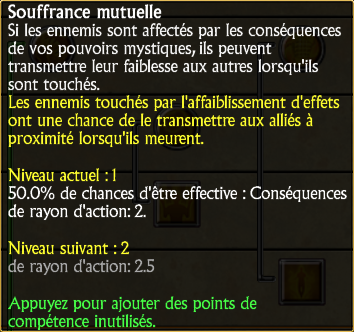 Souffrance mutuelle
Si les ennemis sont affectés par les conséquences
de vos pouvoirs mystiques, ils peuvent
transmettre leur faiblesse aux autres lorsqu'ils
sont touchés.
Les ennemis touchés par l'affaiblissement d'effets
ont une chance de le transmettre aux alliés à
proximité lorsqu'ils meurent.
Niveau actuel : 1
50.0% de chances d'être effective : Conséquences
de rayon d'action: 2.
Niveau suivant : 2
de rayon d'action: 2.5
Appuyez pour ajouter des points de
compétence inutilisés.